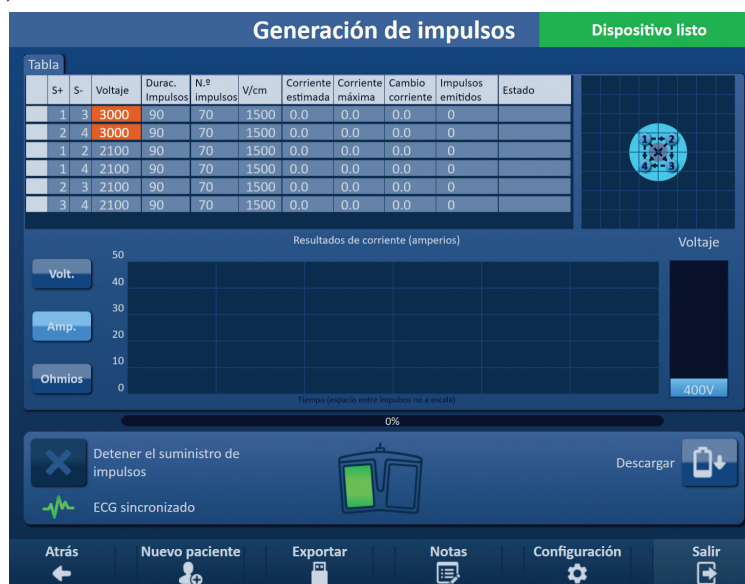 Generación de impulsos
Dispositivo listo
Tabla
S+ S- Voltaje Durac. Impulsos N.º impulsos V/cm Corriente estimada Corriente máxima Cambio corriente Impulsos emitidos Estado
1 3 3000 90 70 1500 0.0 0.0 0.0 0
2 4 3000 90 70 1500 0.0 0.0 0.0 0
1 2 2100 90 70 1500 0.0 0.0 0.0 0
1 4 2100 90 70 1500 0.0 0.0 0.0 0
2 3 2100 90 70 1500 0.0 0.0 0.0 0
3 4 2100 90 70 1500 0.0 0.0 0.0 0
1 2
4 3
Resultados de corriente (amperios)
Voltaje
50
40
30
20
10
0
Volt.
Amp.
Ohmios
400V
Tiempo (espacio entre impulsos no a escala)
0%
Detener el suministro de
impulsos
Descargar
ECG sincronizado
Atrás
Nuevo paciente
Exportar
Notas
Configuración
Salir